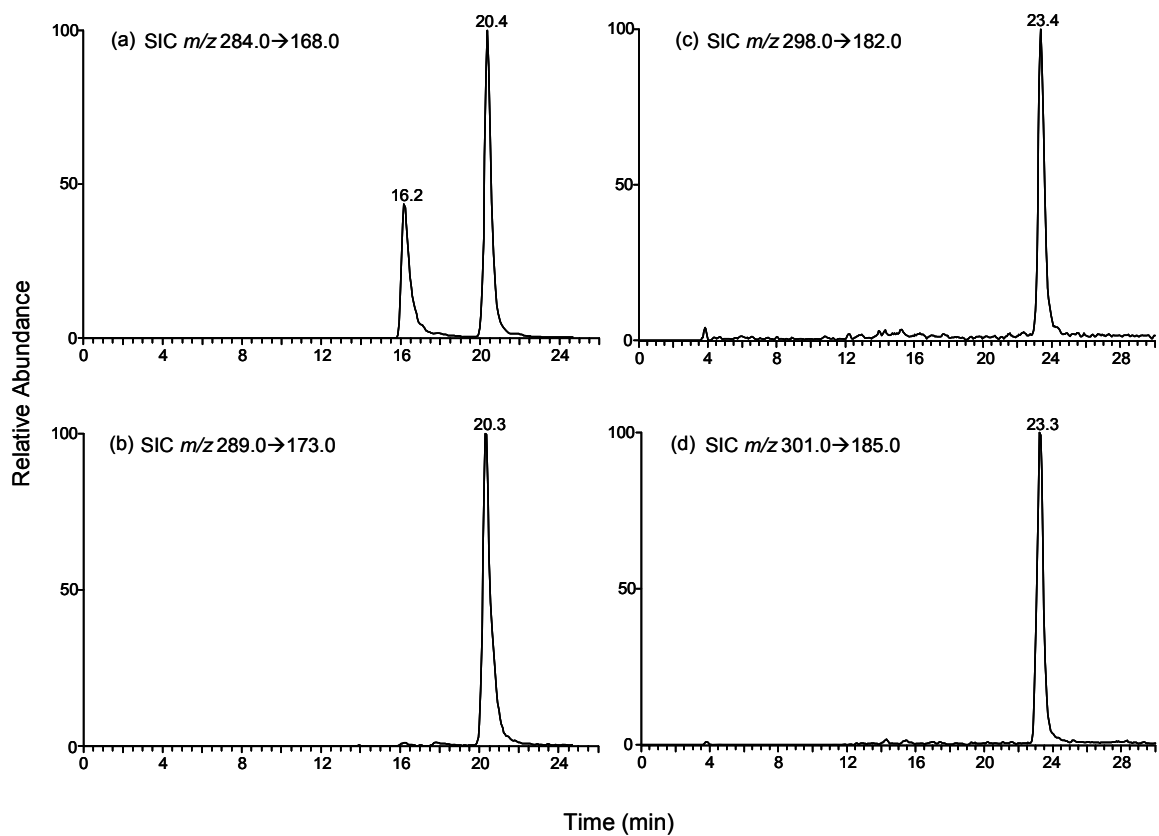 (a) SIC m/z 284.0→168.0
20.4
16.2
100
50
0
0 4 8 12 16 20 24
(c) SIC m/z 298.0→182.0
23.4
100
50
0
0 4 8 12 16 20 24 28
(b) SIC m/z 289.0→173.0
20.3
100
50
0
0 4 8 12 16 20 24
(d) SIC m/z 301.0→185.0
23.3
100
50
0
0 4 8 12 16 20 24 28
Relative Abundance
Time (min)